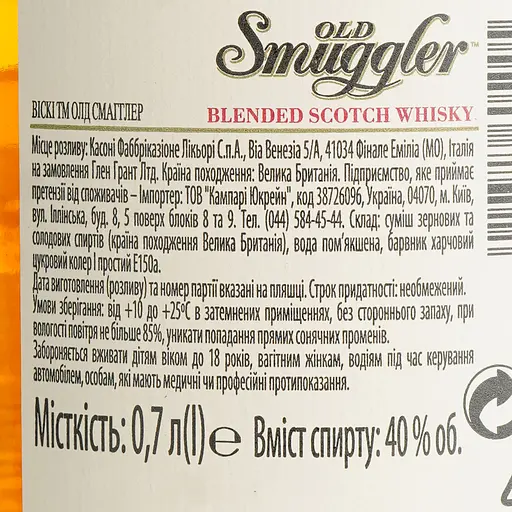 OLD
Smuggler™
ВІСКІ ТМ ОЛД СМАГГЛЕР
BLENDED SCOTCH WHISKY
Місце розливу: Касоні Фаббріказіоне Лікьорі С.п.А., Віа Венезіа 5/А, 41034 Фінале Емілія (МО), Італія
на замовлення Глен Грант Лтд. Країна походження: Велика Британія. Підприємство, яке приймає
претензії від споживачів – Імпортер: ТОВ "Кампарі Юкрейн", код 38726096, Україна, 04070, м. Київ,
вул. Іллінська, буд. 8, 5 поверх блоків 8 та 9. Тел. (044) 584-45-44. Склад: суміш зернових та
солодових спиртів (країна походження Велика Британія), вода пом'якшена, барвник харчовий
цукровий колер І простий Е150а.
Дата виготовлення (розливу) та номер партії вказані на пляшці. Строк придатності: необмежений.
Умови зберігання: від +10 до +25°С в затемнених приміщеннях, без стороннього запаху, при
вологості повітря не більше 85%, уникати попадання прямих сонячних променів.
Забороняється вживати дітям віком до 18 років, вагітним жінкам, водіям під час керування
автомобілем, особам, які мають медичні чи професійні протипоказання.
Місткість: 0,7 л(l) ℮ Вміст спирту: 40 % об.